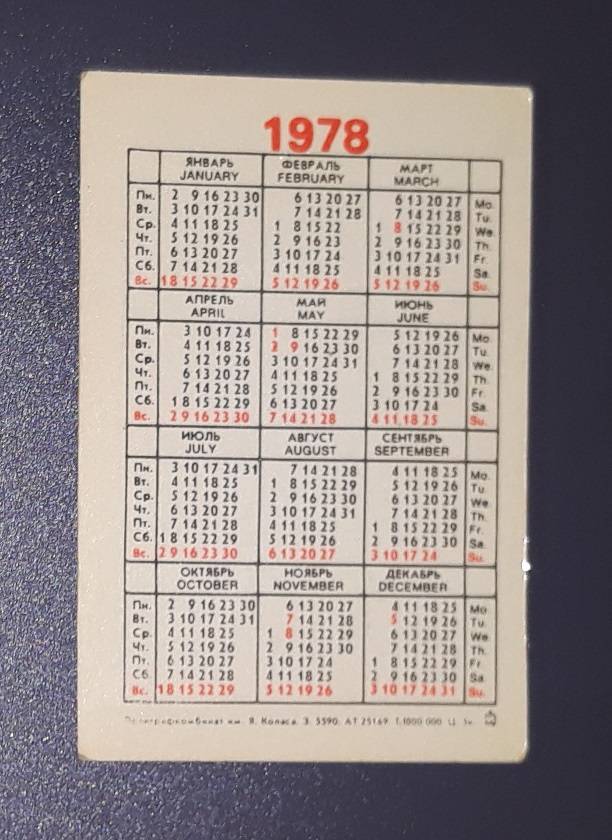 1978
ЯНВАРЬ ФЕВРАЛЬ МАРТ
JANUARY FEBRUARY MARCH
Пн. 2 9 16 23 30 6 13 20 27 6 13 20 27 Mo.
Вт. 3 10 17 24 31 7 14 21 28 7 14 21 28 Tu.
Ср. 4 11 18 25 1 8 15 22 1 8 15 22 29 We
Чт. 5 12 19 26 2 9 16 23 2 9 16 23 30 Th.
Пт. 6 13 20 27 3 10 17 24 3 10 17 24 31 Fr.
Сб. 7 14 21 28 4 11 18 25 4 11 18 25 Sa.
Вс. 1 8 15 22 29 5 12 19 26 5 12 19 26 Su.
АПРЕЛЬ МАЙ ИЮНЬ
APRIL MAY JUNE
Пн. 3 10 17 24 1 8 15 22 29 5 12 19 26 Mo.
Вт. 4 11 18 25 2 9 16 23 30 6 13 20 27 Tu.
Ср. 5 12 19 26 3 10 17 24 31 7 14 21 28 We.
Чт. 6 13 20 27 4 11 18 25 1 8 15 22 29 Th.
Пт. 7 14 21 28 5 12 19 26 2 9 16 23 30 Fr.
Сб. 1 8 15 22 29 6 13 20 27 3 10 17 24 Sa.
Вс. 2 9 16 23 30 7 14 21 28 4 11 18 25 Su.
ИЮЛЬ АВГУСТ СЕНТЯБРЬ
JULY AUGUST SEPTEMBER
Пн. 3 10 17 24 31 7 14 21 28 4 11 18 25 Mo.
Вт. 4 11 18 25 1 8 15 22 29 5 12 19 26 Tu.
Ср. 5 12 19 26 2 9 16 23 30 6 13 20 27 We.
Чт. 6 13 20 27 3 10 17 24 31 7 14 21 28 Th.
Пт. 7 14 21 28 4 11 18 25 1 8 15 22 29 Fr.
Сб. 1 8 15 22 29 5 12 19 26 2 9 16 23 30 Sa.
Вс. 2 9 16 23 30 6 13 20 27 3 10 17 24 Su.
ОКТЯБРЬ НОЯБРЬ ДЕКАБРЬ
OCTOBER NOVEMBER DECEMBER
Пн. 2 9 16 23 30 6 13 20 27 4 11 18 25 Mo.
Вт. 3 10 17 24 31 7 14 21 28 5 12 19 26 Tu.
Ср. 4 11 18 25 1 8 15 22 29 6 13 20 27 We.
Чт. 5 12 19 26 2 9 16 23 30 7 14 21 28 Th.
Пт. 6 13 20 27 3 10 17 24 1 8 15 22 29 Fr.
Сб. 7 14 21 28 4 11 18 25 2 9 16 23 30 Sa.
Вс. 1 8 15 22 29 5 12 19 26 3 10 17 24 31 Su.
Полиграфкомбинат им. Я. Коласа. З. 5590. АТ 25169. Т. 1000 000 Ц. 5к.